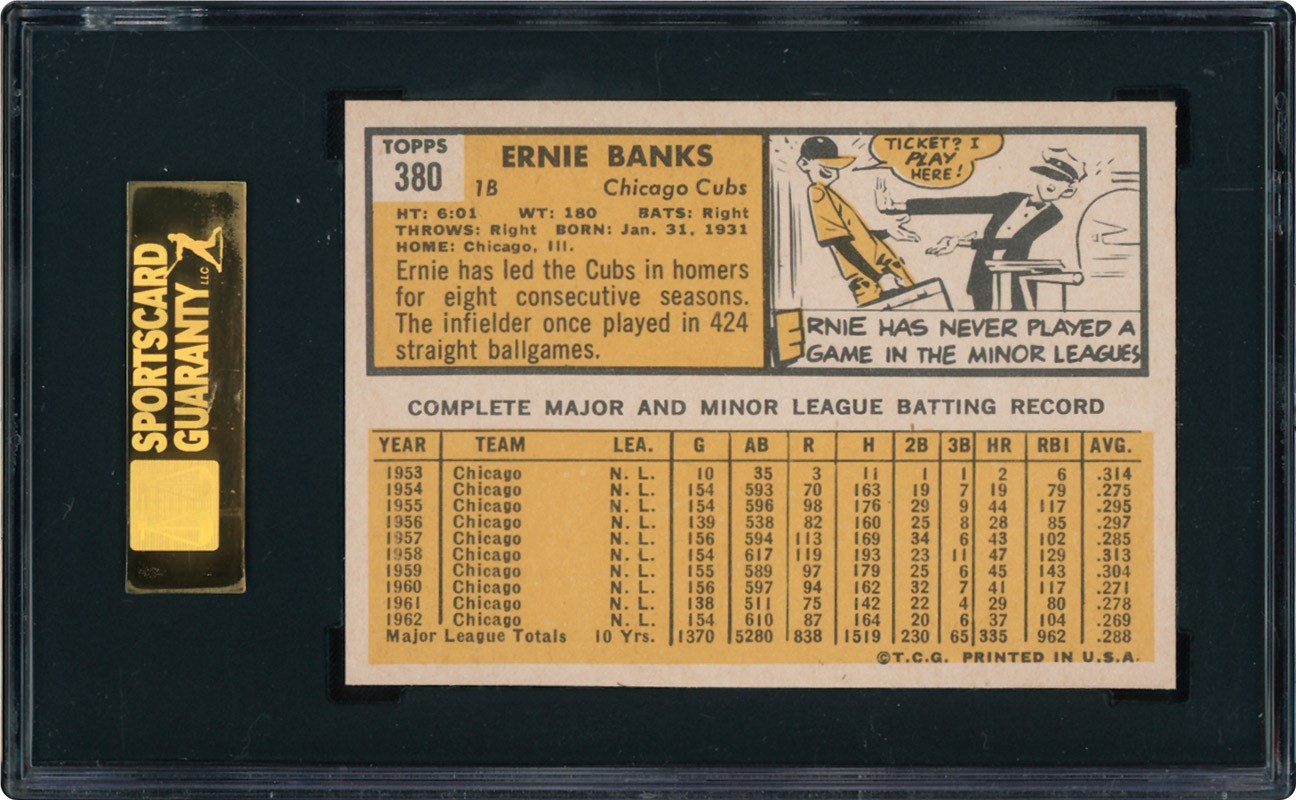 SPORTSCARD
GUARANTY LLC
TOPPS
380
ERNIE BANKS
1B Chicago Cubs
HT: 6:01 WT: 180 BATS: Right
THROWS: Right BORN: Jan. 31, 1931
HOME: Chicago, Ill.
Ernie has led the Cubs in homers
for eight consecutive seasons.
The infielder once played in 424
straight ballgames.
TICKET? I
PLAY
HERE!
ERNIE HAS NEVER PLAYED A
GAME IN THE MINOR LEAGUES
COMPLETE MAJOR AND MINOR LEAGUE BATTING RECORD
YEAR TEAM LEA. G AB R H 2B 3B HR RBI AVG.
1953 Chicago N. L. 10 35 3 11 1 1 2 6 .314
1954 Chicago N. L. 154 593 70 163 19 7 19 79 .275
1955 Chicago N. L. 154 596 98 176 29 9 44 117 .295
1956 Chicago N. L. 139 538 82 160 25 8 28 85 .297
1957 Chicago N. L. 156 594 113 169 34 6 43 102 .285
1958 Chicago N. L. 154 617 119 193 23 11 47 129 .313
1959 Chicago N. L. 155 589 97 179 25 6 45 143 .304
1960 Chicago N. L. 156 597 94 162 32 7 41 117 .271
1961 Chicago N. L. 138 511 75 142 22 4 29 80 .278
1962 Chicago N. L. 154 610 87 164 20 6 37 104 .269
Major League Totals 10 Yrs. 1370 5280 838 1519 230 65 335 962 .288
©T.C.G. PRINTED IN U.S.A.